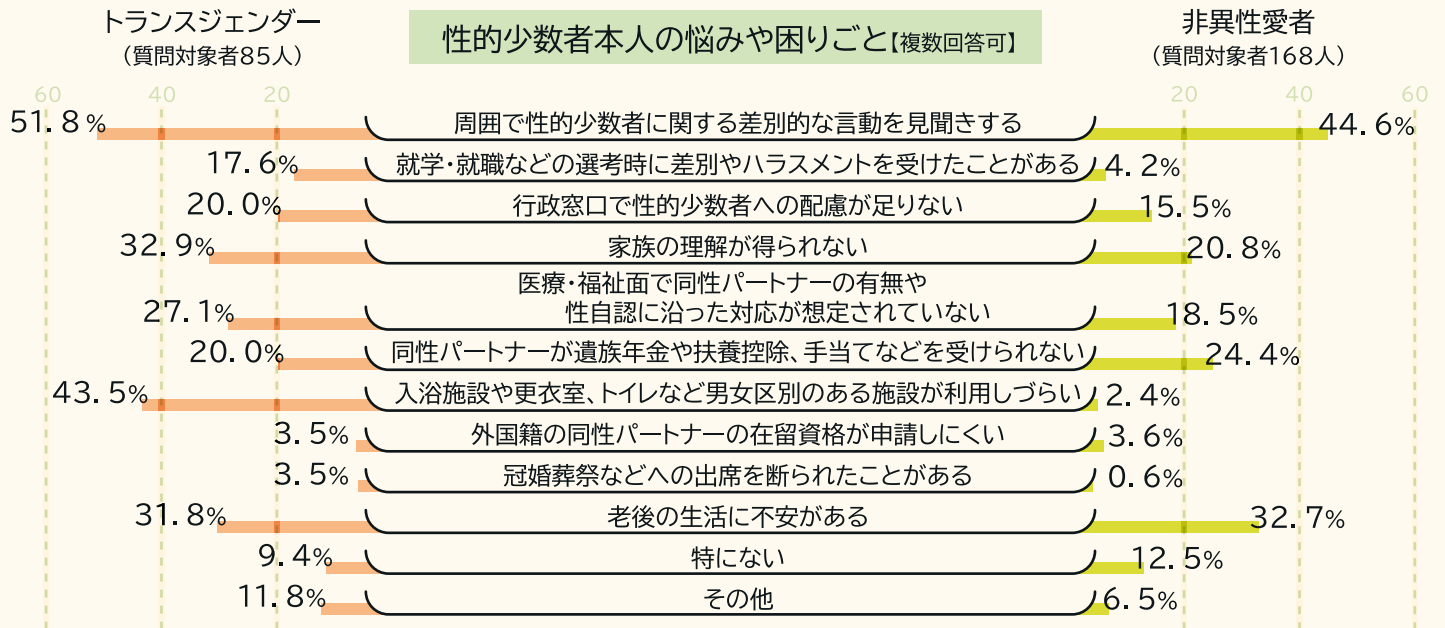 トランスジェンダー
（質問対象者85人）
性的少数者本人の悩みや困りごと【複数回答可】
非異性愛者
（質問対象者168人）
60 40 20 20 40 60
51.8% 周囲で性的少数者に関する差別的な言動を見聞きする 44.6%
17.6% 就学・就職などの選考時に差別やハラスメントを受けたことがある 4.2%
20.0% 行政窓口で性的少数者への配慮が足りない 15.5%
32.9% 家族の理解が得られない 20.8%
医療・福祉面で同性パートナーの有無や
27.1% 性自認に沿った対応が想定されていない 18.5%
20.0% 同性パートナーが遺族年金や扶養控除、手当てなどを受けられない 24.4%
43.5% 入浴施設や更衣室、トイレなど男女区別のある施設が利用しづらい 2.4%
3.5% 外国籍の同性パートナーの在留資格が申請しにくい 3.6%
3.5% 冠婚葬祭などへの出席を断られたことがある 0.6%
31.8% 老後の生活に不安がある 32.7%
9.4% 特にない 12.5%
11.8% その他 6.5%